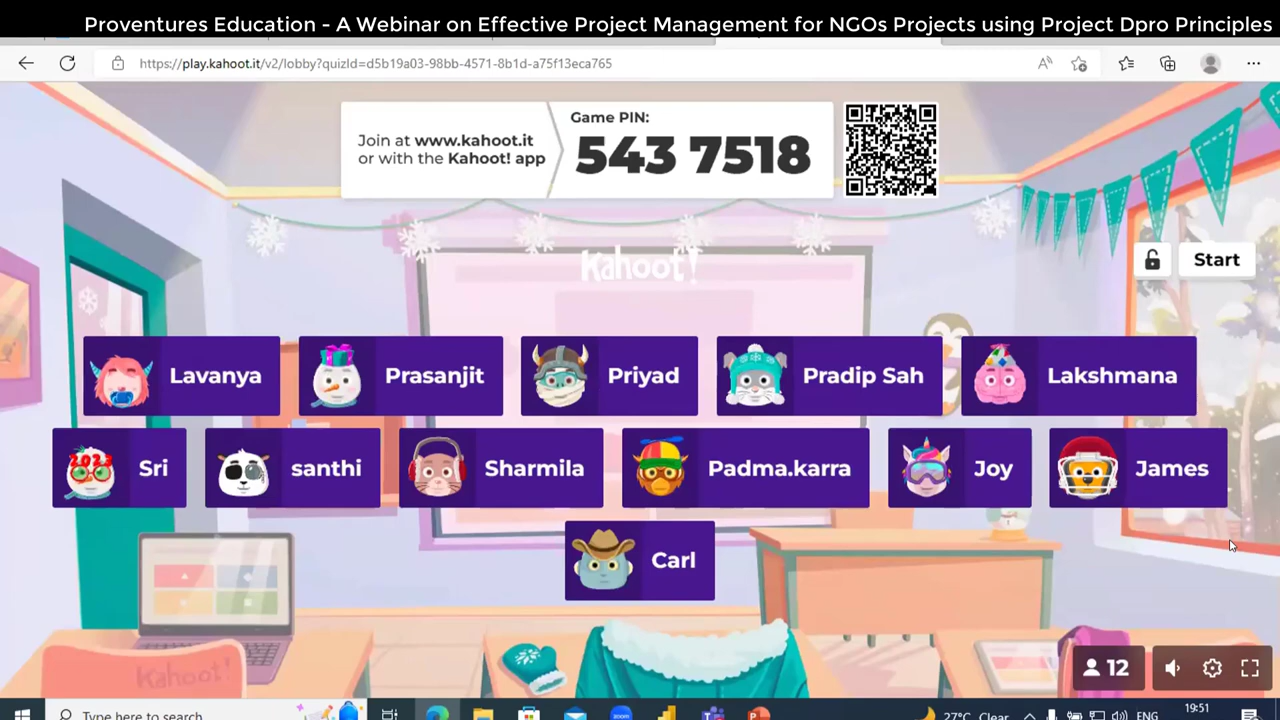 Proventures Education - A Webinar on Effective Project Management for NGOs Projects using Project Dpro Principles
https://play.kahoot.it/v2/lobby?quizId=d5b19a03-98bb-4571-8b1d-a75f13eca765
Join at www.kahoot.it
or with the Kahoot! app
Game PIN:
543 7518
Kahoot!
Start
Lavanya
Prasanjit
Priyad
Pradip Sah
Lakshmana
Sri
santhi
Sharmila
Padma.karra
Joy
James
Carl
Kahoot!
12
Type here to search
27°C Clear
ENG
19:51